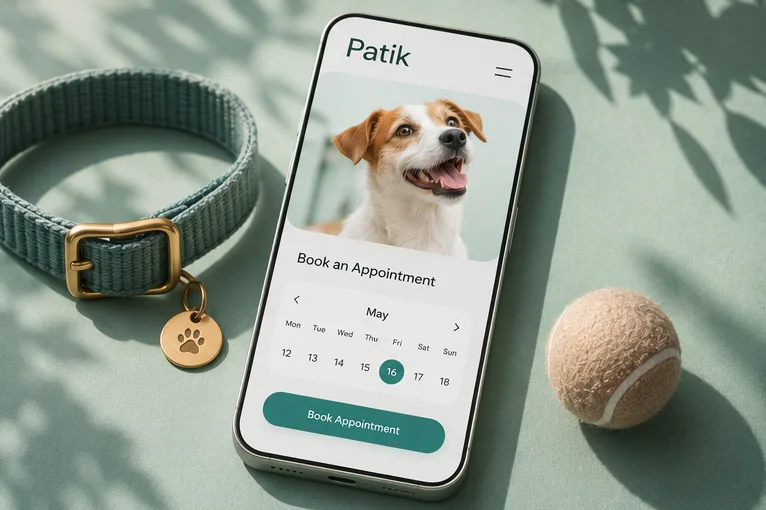 Patik
Book an Appointment
May
Mon Tue Wed Thu Fri Sat Sun
12 13 14 15 16 17 18
Book Appointment